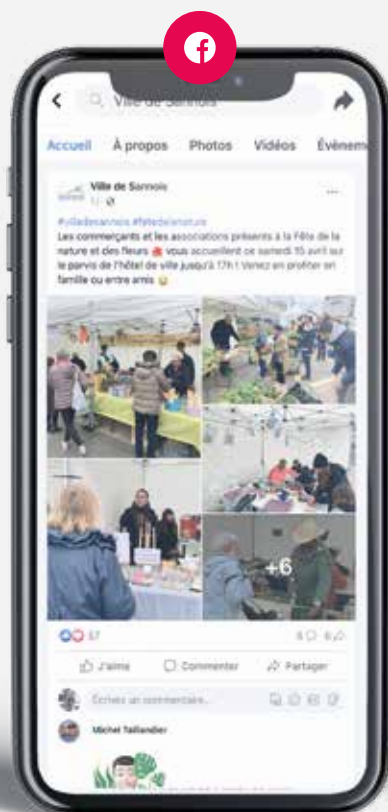 Ville de Sannois
Accueil À propos Photos Vidéos Évènem
Ville de Sannois
#villedesannois #fetedelanature
Les commerçants et les associations présents à la Fête de la
nature et des fleurs 🌺 vous accueillent ce samedi 15 avril sur
le parvis de l'hôtel de ville jusqu'à 17h ! Venez en profiter en
famille ou entre amis 😀
+6
57
J'aime Commenter Partager
Écrivez un commentaire...
Michel Taillandier